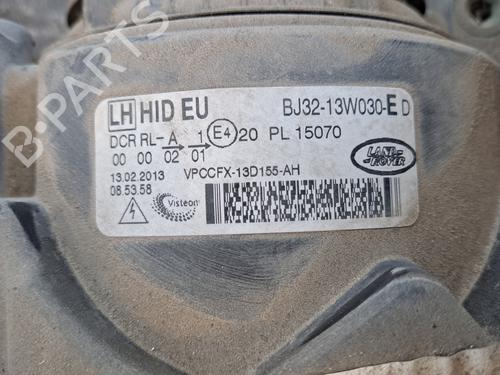 LH HID EU
BJ32-13W030-E D
DCR RL-A 1 E4 20 PL 15070
00 00 02 01
13.02.2013
08.53.58
VPCCFX-13D155-AH
LAND ROVER
Visteon
B-PARTS